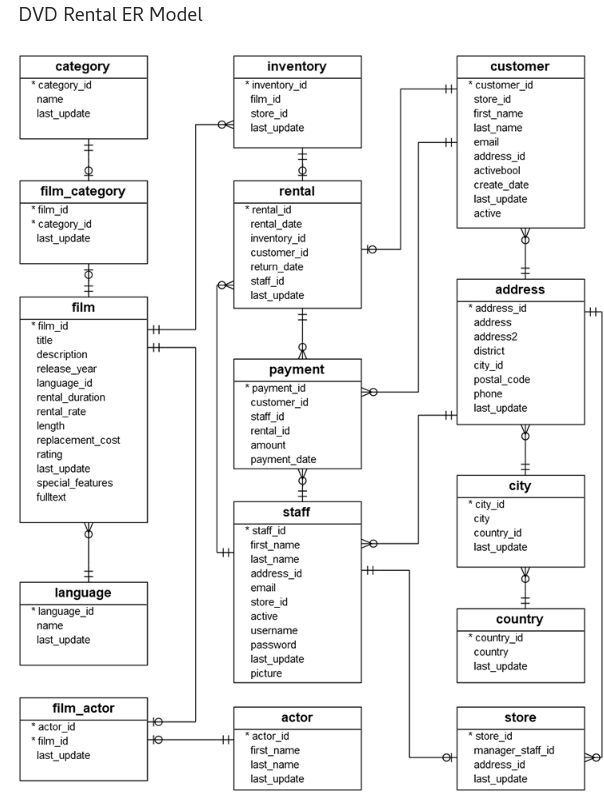 DVD Rental ER Model
category
* category_id
name
last_update
film_category
* film_id
* category_id
last_update
film
* film_id
title
description
release_year
language_id
rental_duration
rental_rate
length
replacement_cost
rating
last_update
special_features
fulltext
language
* language_id
name
last_update
film_actor
* actor_id
* film_id
last_update
inventory
* inventory_id
film_id
store_id
last_update
rental
* rental_id
rental_date
inventory_id
customer_id
return_date
staff_id
last_update
payment
* payment_id
customer_id
staff_id
rental_id
amount
payment_date
staff
* staff_id
first_name
last_name
address_id
email
store_id
active
username
password
last_update
picture
actor
* actor_id
first_name
last_name
last_update
customer
* customer_id
store_id
first_name
last_name
email
address_id
activebool
create_date
last_update
active
address
* address_id
address
address2
district
city_id
postal_code
phone
last_update
city
* city_id
city
country_id
last_update
country
* country_id
country
last_update
store
* store_id
manager_staff_id
address_id
last_update